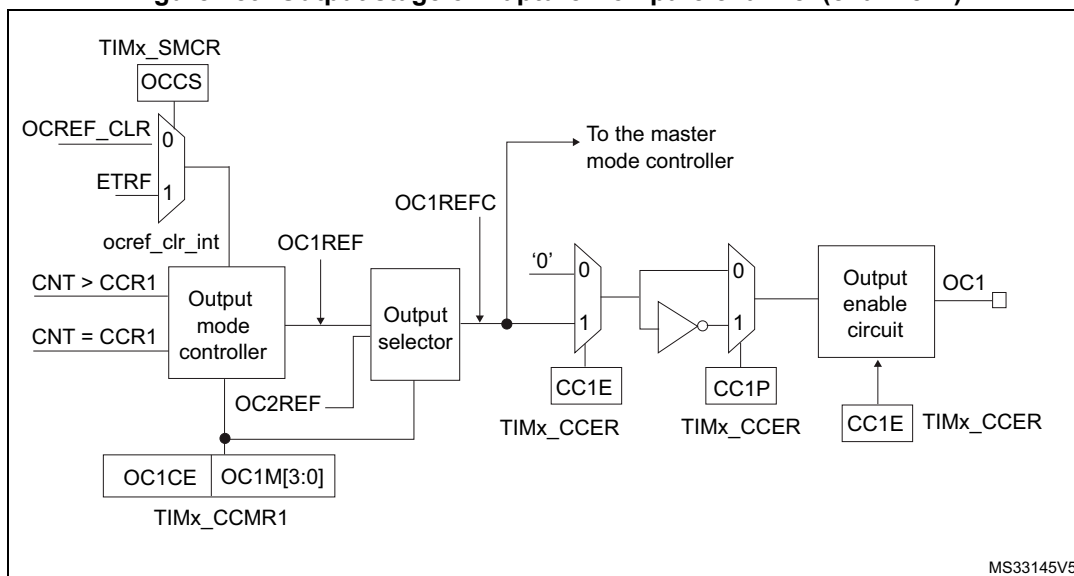 TIMx_SMCR
OCCS
OCREF_CLR
0
ETRF
1
ocref_clr_int
To the master
mode controller
OC1REFC
OC1REF
‘0’
0
1
0
1
CNT > CCR1
CNT = CCR1
Output
mode
controller
Output
selector
Output
enable
circuit
OC1
OC2REF
CC1E
TIMx_CCER
CC1P
TIMx_CCER
CC1E
TIMx_CCER
OC1CE
OC1M[3:0]
TIMx_CCMR1
MS33145V5